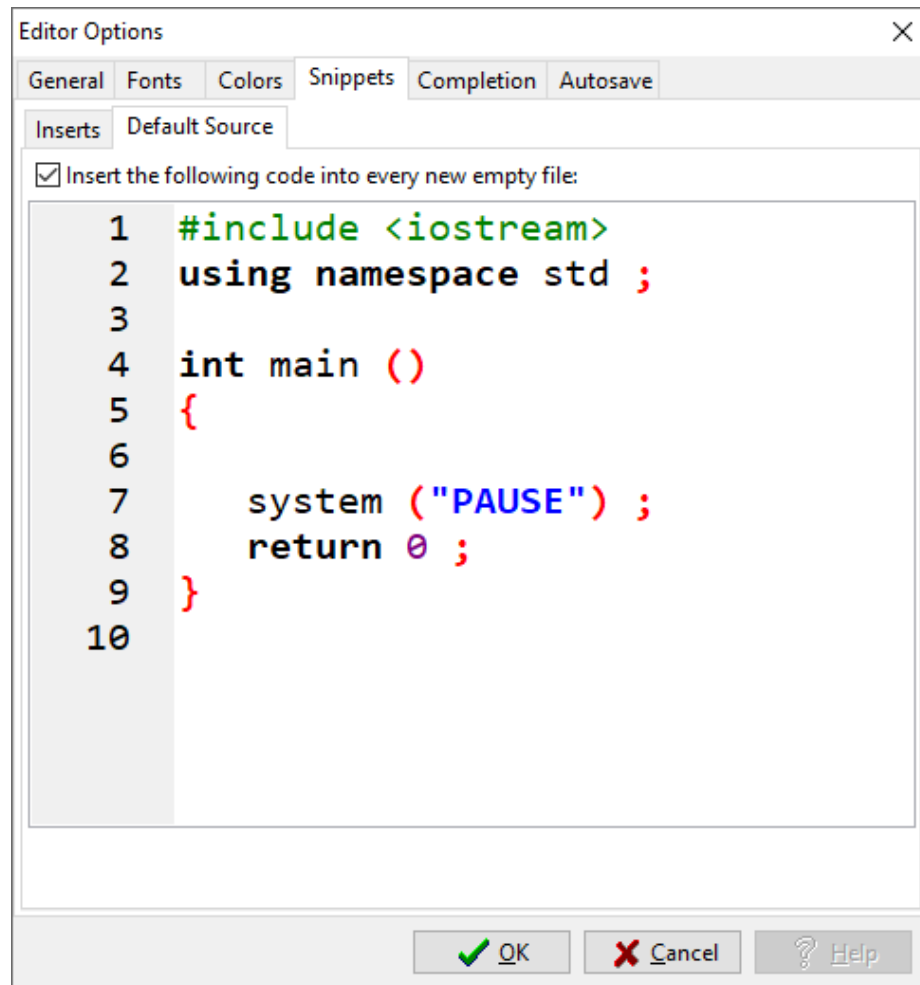 Editor Options
General Fonts Colors Snippets Completion Autosave
Inserts Default Source
Insert the following code into every new empty file:
1 #include <iostream>
2 using namespace std ;
3
4 int main ()
5 {
6
7 system ("PAUSE") ;
8 return 0 ;
9 }
10
OK Cancel Help